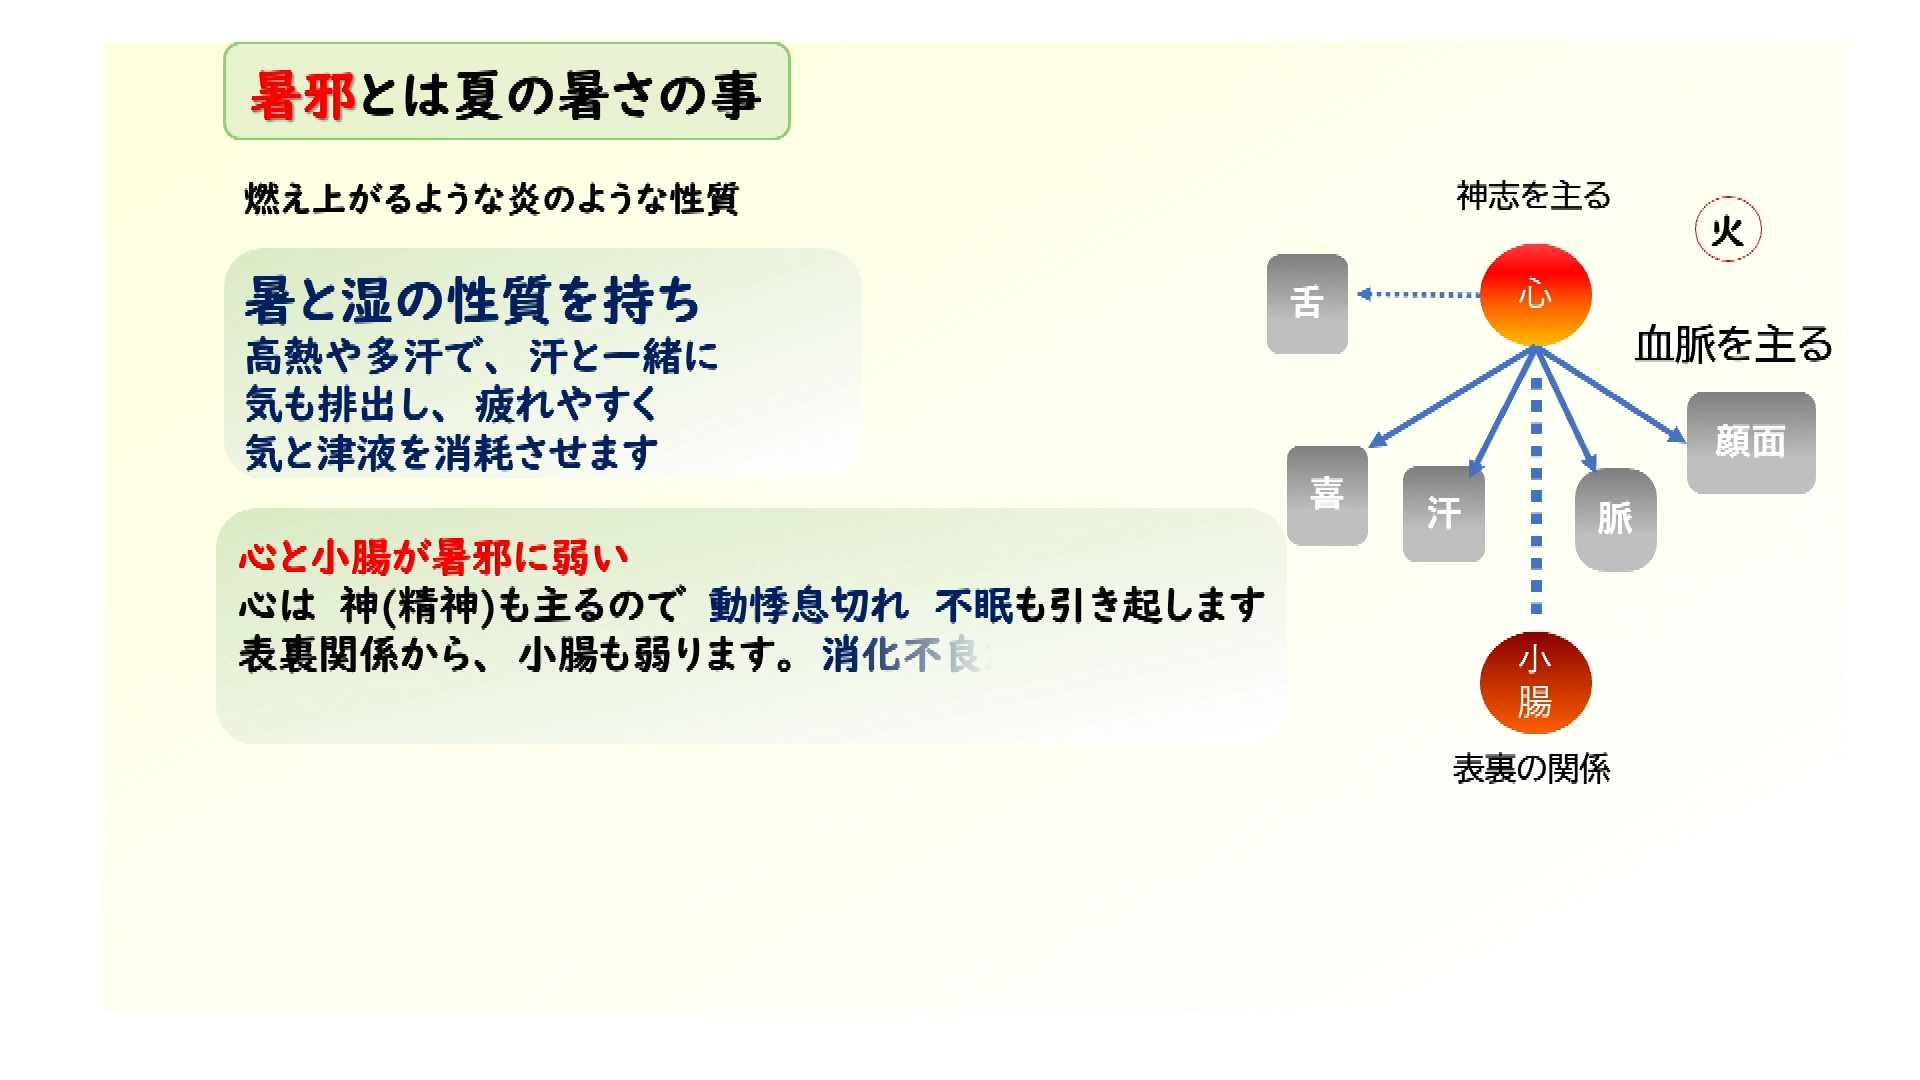 暑邪とは夏の暑さの事
燃え上がるような炎のような性質
暑と湿の性質を持ち
高熱や多汗で、汗と一緒に
気も排出し、疲れやすく
気と津液を消耗させます
心と小腸が暑邪に弱い
心は 神(精神)も主るので 動悸息切れ 不眠も引き起します
表裏関係から、小腸も弱ります。消化不良
神志を主る
火
心
舌
血脈を主る
顔面
喜
汗
脈
小
腸
表裏の関係